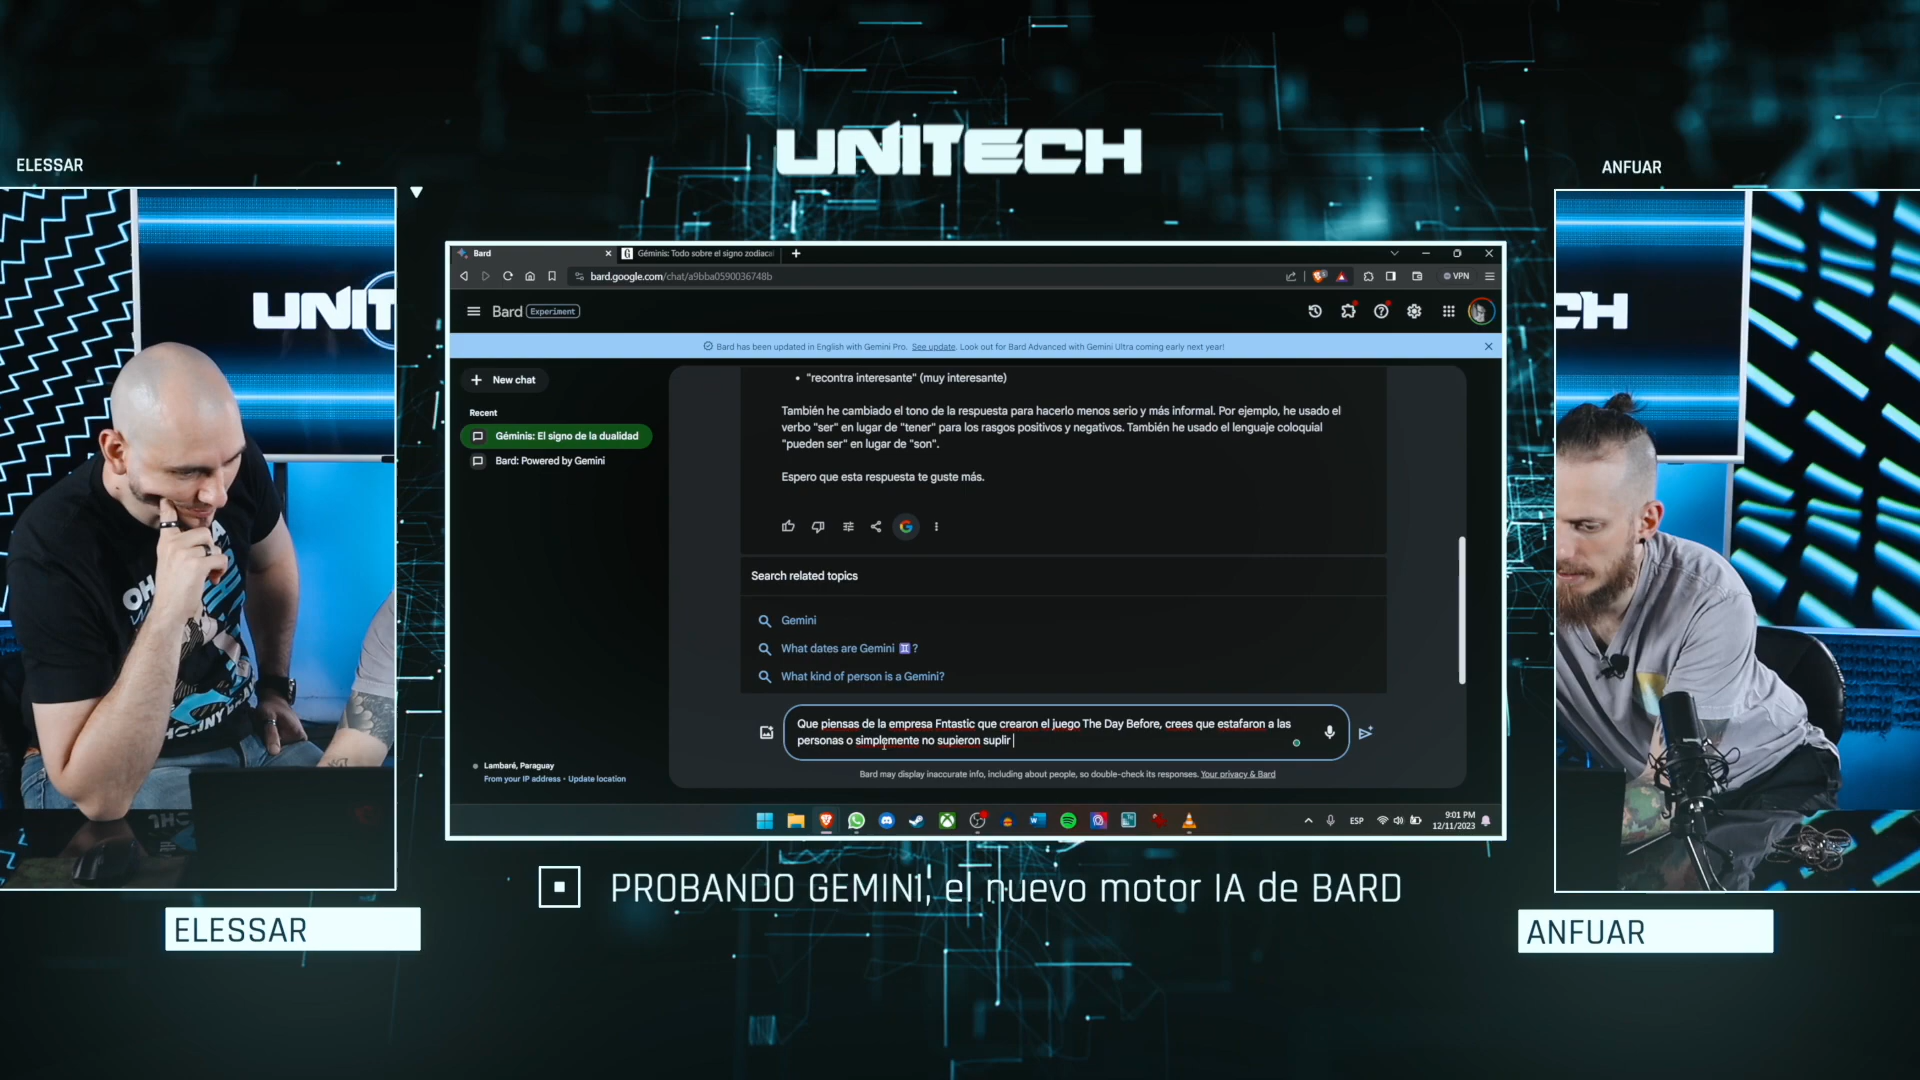 UNITECH
ELESSAR
ANFUAR
UNIT
CH
Bard
Géminis: Todo sobre el signo zodiacal
bard.google.com/chat/a9bba0590036748b
VPN
Bard Experiment
Bard has been updated in English with Gemini Pro. See update. Look out for Bard Advanced with Gemini Ultra coming early next year!
New chat
Recent
Géminis: El signo de la dualidad
Bard: Powered by Gemini
• "recontra interesante" (muy interesante)
También he cambiado el tono de la respuesta para hacerlo menos serio y más informal. Por ejemplo, he usado el
verbo "ser" en lugar de "tener" para los rasgos positivos y negativos. También he usado el lenguaje coloquial
"pueden ser" en lugar de "son".
Espero que esta respuesta te guste más.
Search related topics
Gemini
What dates are Gemini ♊?
What kind of person is a Gemini?
Que piensas de la empresa Fntastic que crearon el juego The Day Before, crees que estafaron a las
personas o simplemente no supieron suplir
Lambaré, Paraguay
From your IP address • Update location
Bard may display inaccurate info, including about people, so double-check its responses. Your privacy & Bard
ESP
9:01 PM
12/11/2023
PROBANDO GEMINI, el nuevo motor IA de BARD
ELESSAR
ANFUAR